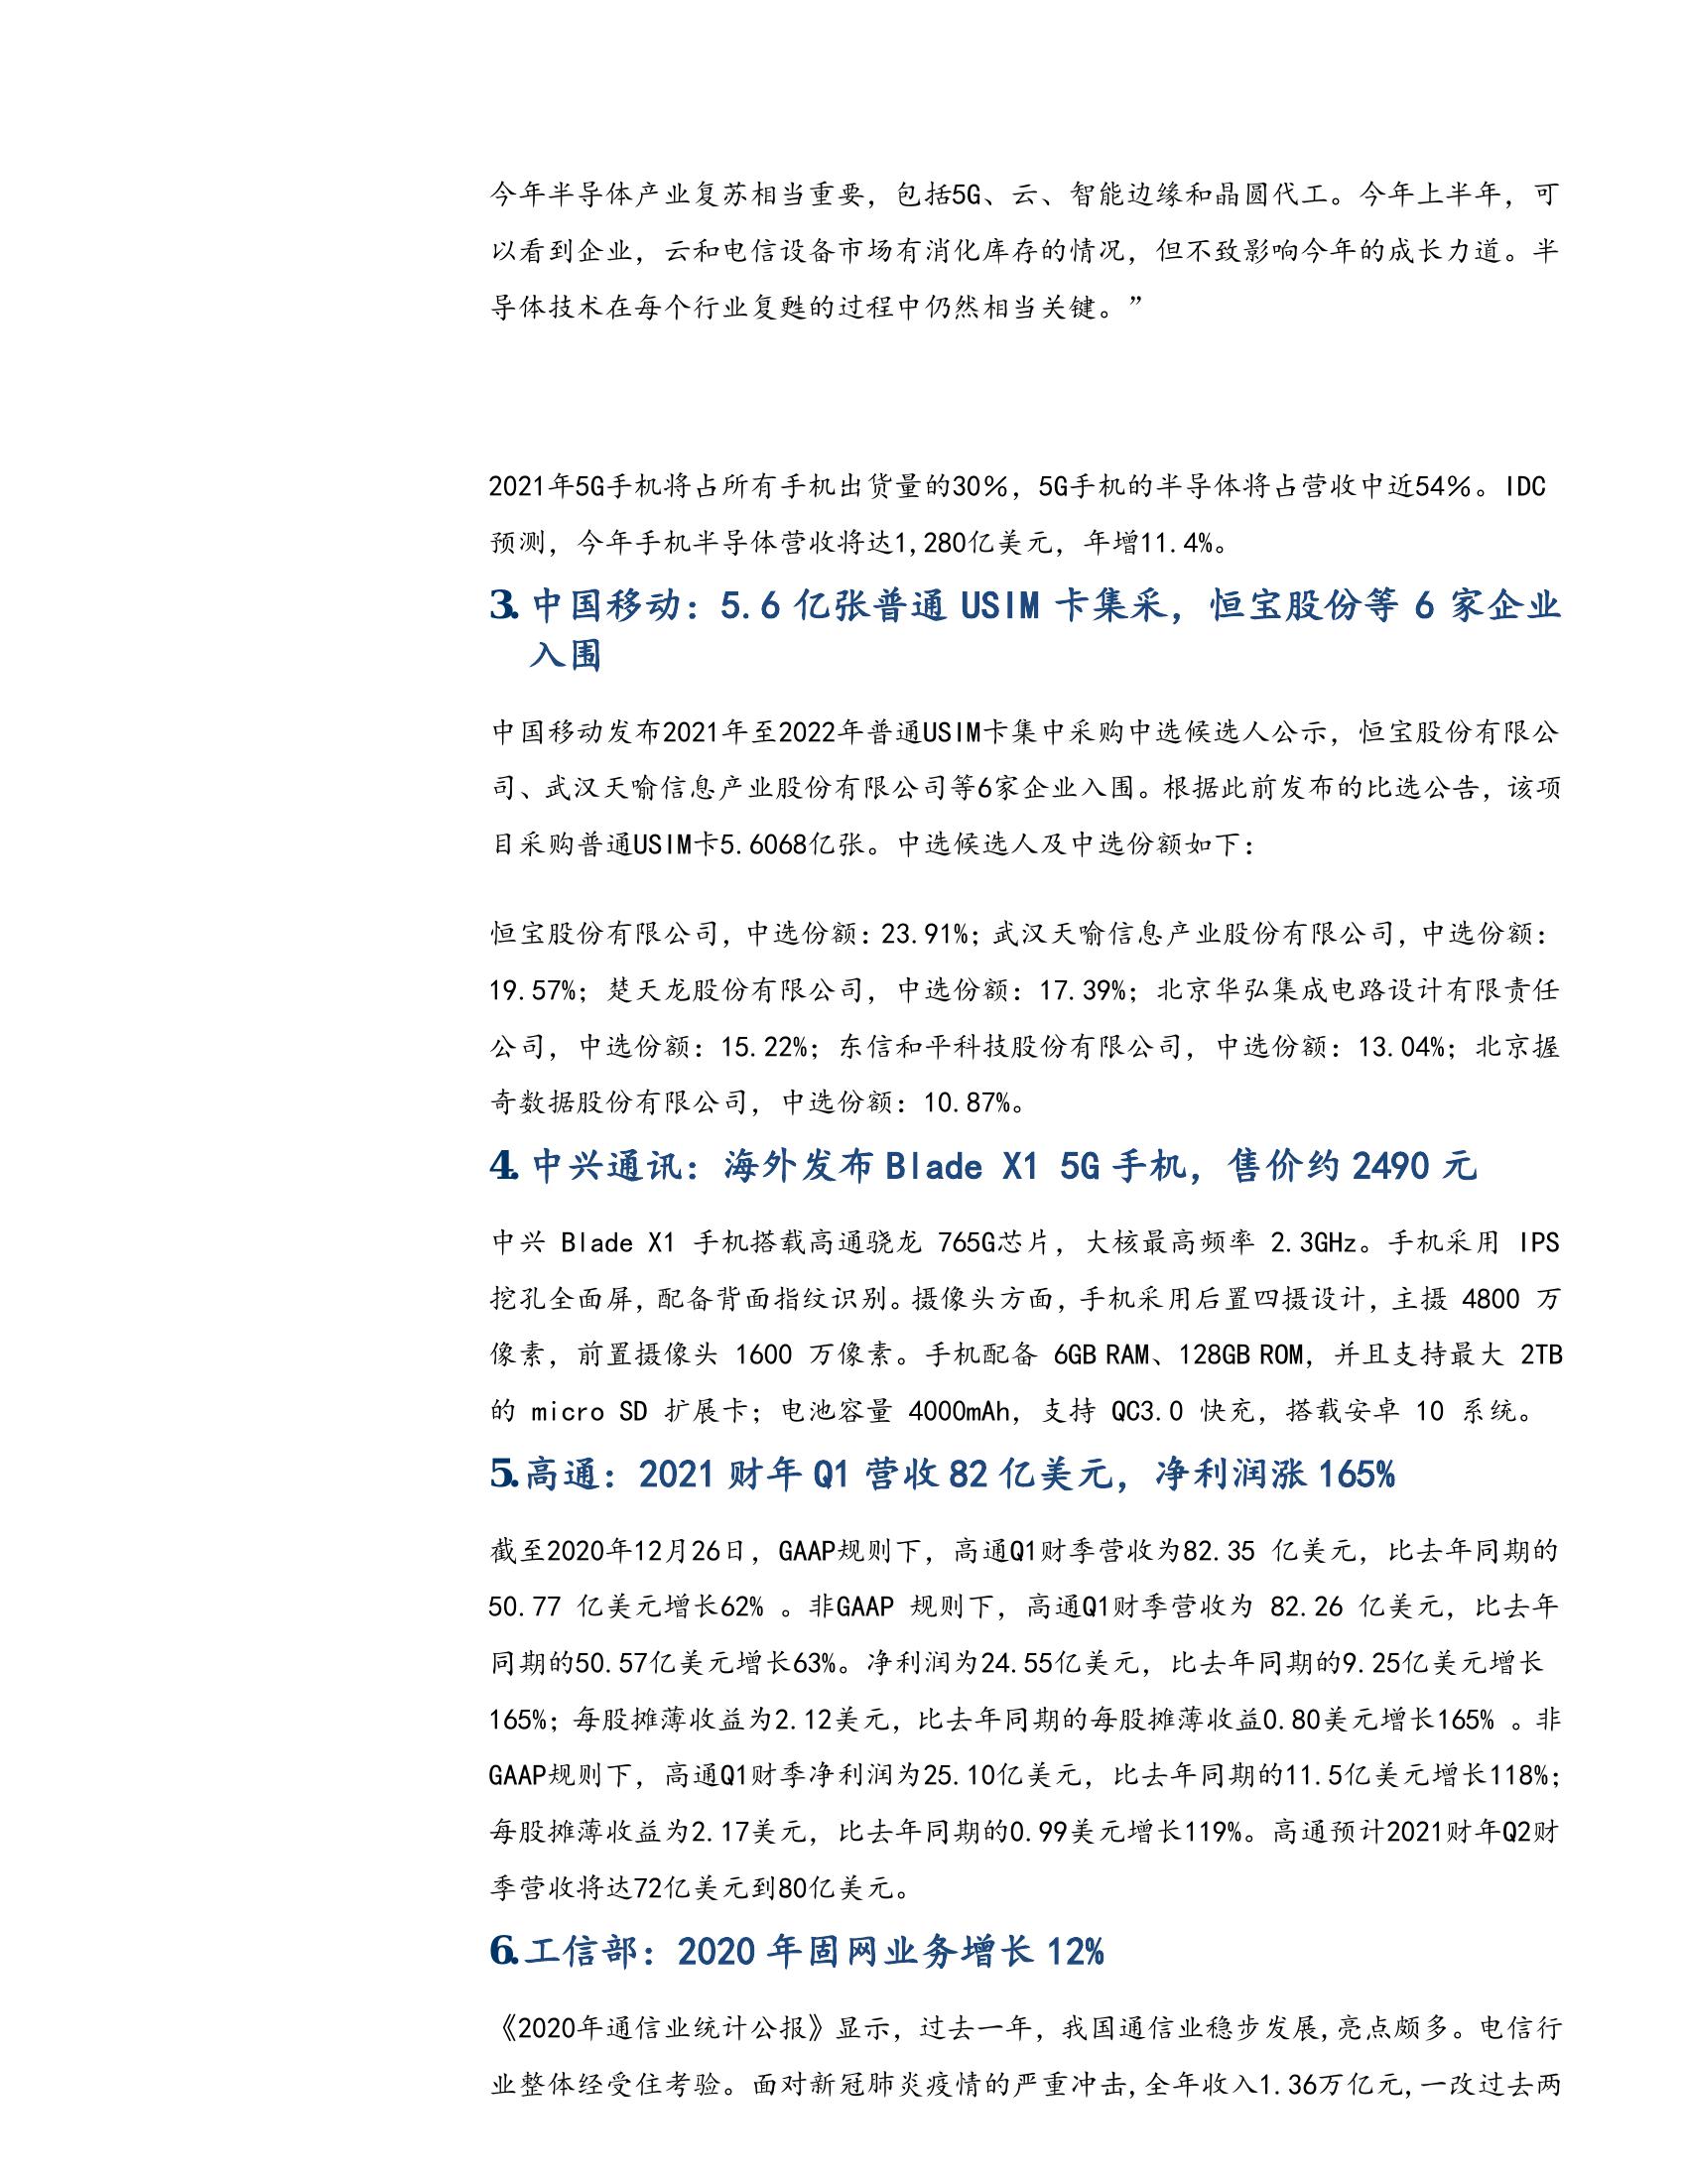 今年半导体产业复苏相当重要，包括5G、云、智能边缘和晶圆代工。今年上半年，可
以看到企业，云和电信设备市场有消化库存的情况，但不致影响今年的成长力道。半
导体技术在每个行业复甦的过程中仍然相当关键。”
2021年5G手机将占所有手机出货量的30％，5G手机的半导体将占营收中近54％。IDC
预测，今年手机半导体营收将达1,280亿美元，年增11.4%。
3. 中国移动：5.6 亿张普通 USIM 卡集采，恒宝股份等 6 家企业
入围
中国移动发布2021年至2022年普通USIM卡集中采购中选候选人公示，恒宝股份有限公
司、武汉天喻信息产业股份有限公司等6家企业入围。根据此前发布的比选公告，该项
目采购普通USIM卡5.6068亿张。中选候选人及中选份额如下：
恒宝股份有限公司，中选份额：23.91%；武汉天喻信息产业股份有限公司，中选份额：
19.57%；楚天龙股份有限公司，中选份额：17.39%；北京华弘集成电路设计有限责任
公司，中选份额：15.22%；东信和平科技股份有限公司，中选份额：13.04%；北京握
奇数据股份有限公司，中选份额：10.87%。
4. 中兴通讯：海外发布 Blade X1 5G 手机，售价约 2490 元
中兴 Blade X1 手机搭载高通骁龙 765G芯片，大核最高频率 2.3GHz。手机采用 IPS
挖孔全面屏，配备背面指纹识别。摄像头方面，手机采用后置四摄设计，主摄 4800 万
像素，前置摄像头 1600 万像素。手机配备 6GB RAM、128GB ROM，并且支持最大 2TB
的 micro SD 扩展卡；电池容量 4000mAh，支持 QC3.0 快充，搭载安卓 10 系统。
5. 高通：2021 财年 Q1 营收 82 亿美元，净利润涨 165%
截至2020年12月26日，GAAP规则下，高通Q1财季营收为82.35 亿美元，比去年同期的
50.77 亿美元增长62% 。非GAAP 规则下，高通Q1财季营收为 82.26 亿美元，比去年
同期的50.57亿美元增长63%。净利润为24.55亿美元，比去年同期的9.25亿美元增长
165%；每股摊薄收益为2.12美元，比去年同期的每股摊薄收益0.80美元增长165% 。非
GAAP规则下，高通Q1财季净利润为25.10亿美元，比去年同期的11.5亿美元增长118%；
每股摊薄收益为2.17美元，比去年同期的0.99美元增长119%。高通预计2021财年Q2财
季营收将达72亿美元到80亿美元。
6. 工信部：2020 年固网业务增长 12%
《2020年通信业统计公报》显示，过去一年，我国通信业稳步发展,亮点颇多。电信行
业整体经受住考验。面对新冠肺炎疫情的严重冲击,全年收入1.36万亿元,一改过去两